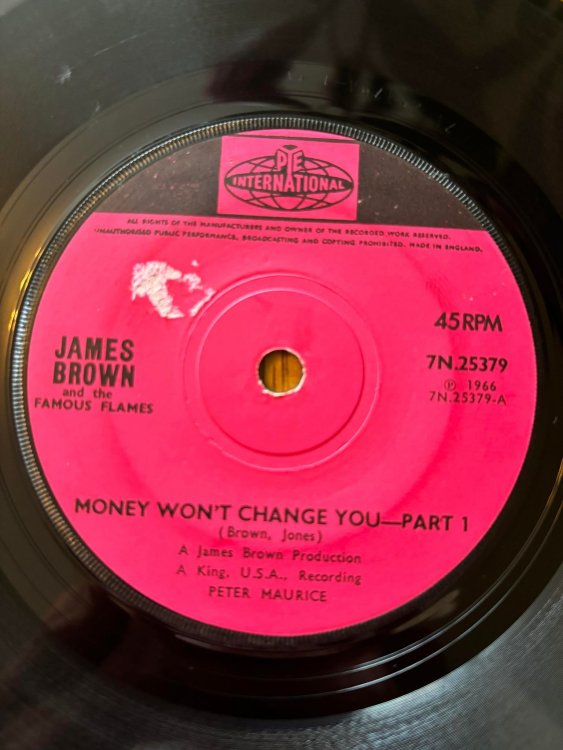 PYE
INTERNATIONAL
ALL RIGHTS OF THE MANUFACTURERS AND OWNER OF THE RECORDED WORK RESERVED.
UNAUTHORISED PUBLIC PERFORMANCE, BROADCASTING AND COPYING PROHIBITED. MADE IN ENGLAND.
45RPM
JAMES
BROWN
and the
FAMOUS FLAMES
7N.25379
℗ 1966
7N.25379-A
MONEY WON'T CHANGE YOU—PART 1
(Brown, Jones)
A James Brown Production
A King, U.S.A., Recording
PETER MAURICE